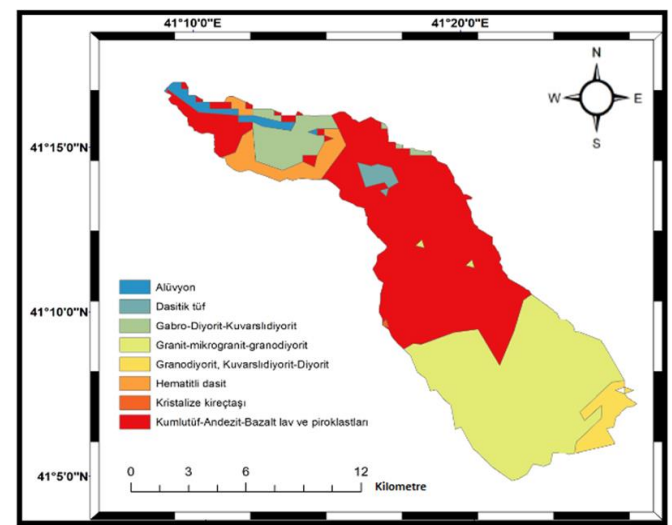 41°10'0"E
41°20'0"E
N
W
E
S
41°15'0"N
41°10'0"N
41°5'0"N
Alüvyon
Dasitik tüf
Gabro-Diyorit-Kuvarslıdiyorit
Granit-mikrogranit-granodiyorit
Granodiyorit, Kuvarslıdiyorit-Diyorit
Hematitli dasit
Kristalize kireçtaşı
Kumlutüf-Andezit-Bazalt lav ve piroklastları
0 3 6 12
Kilometre